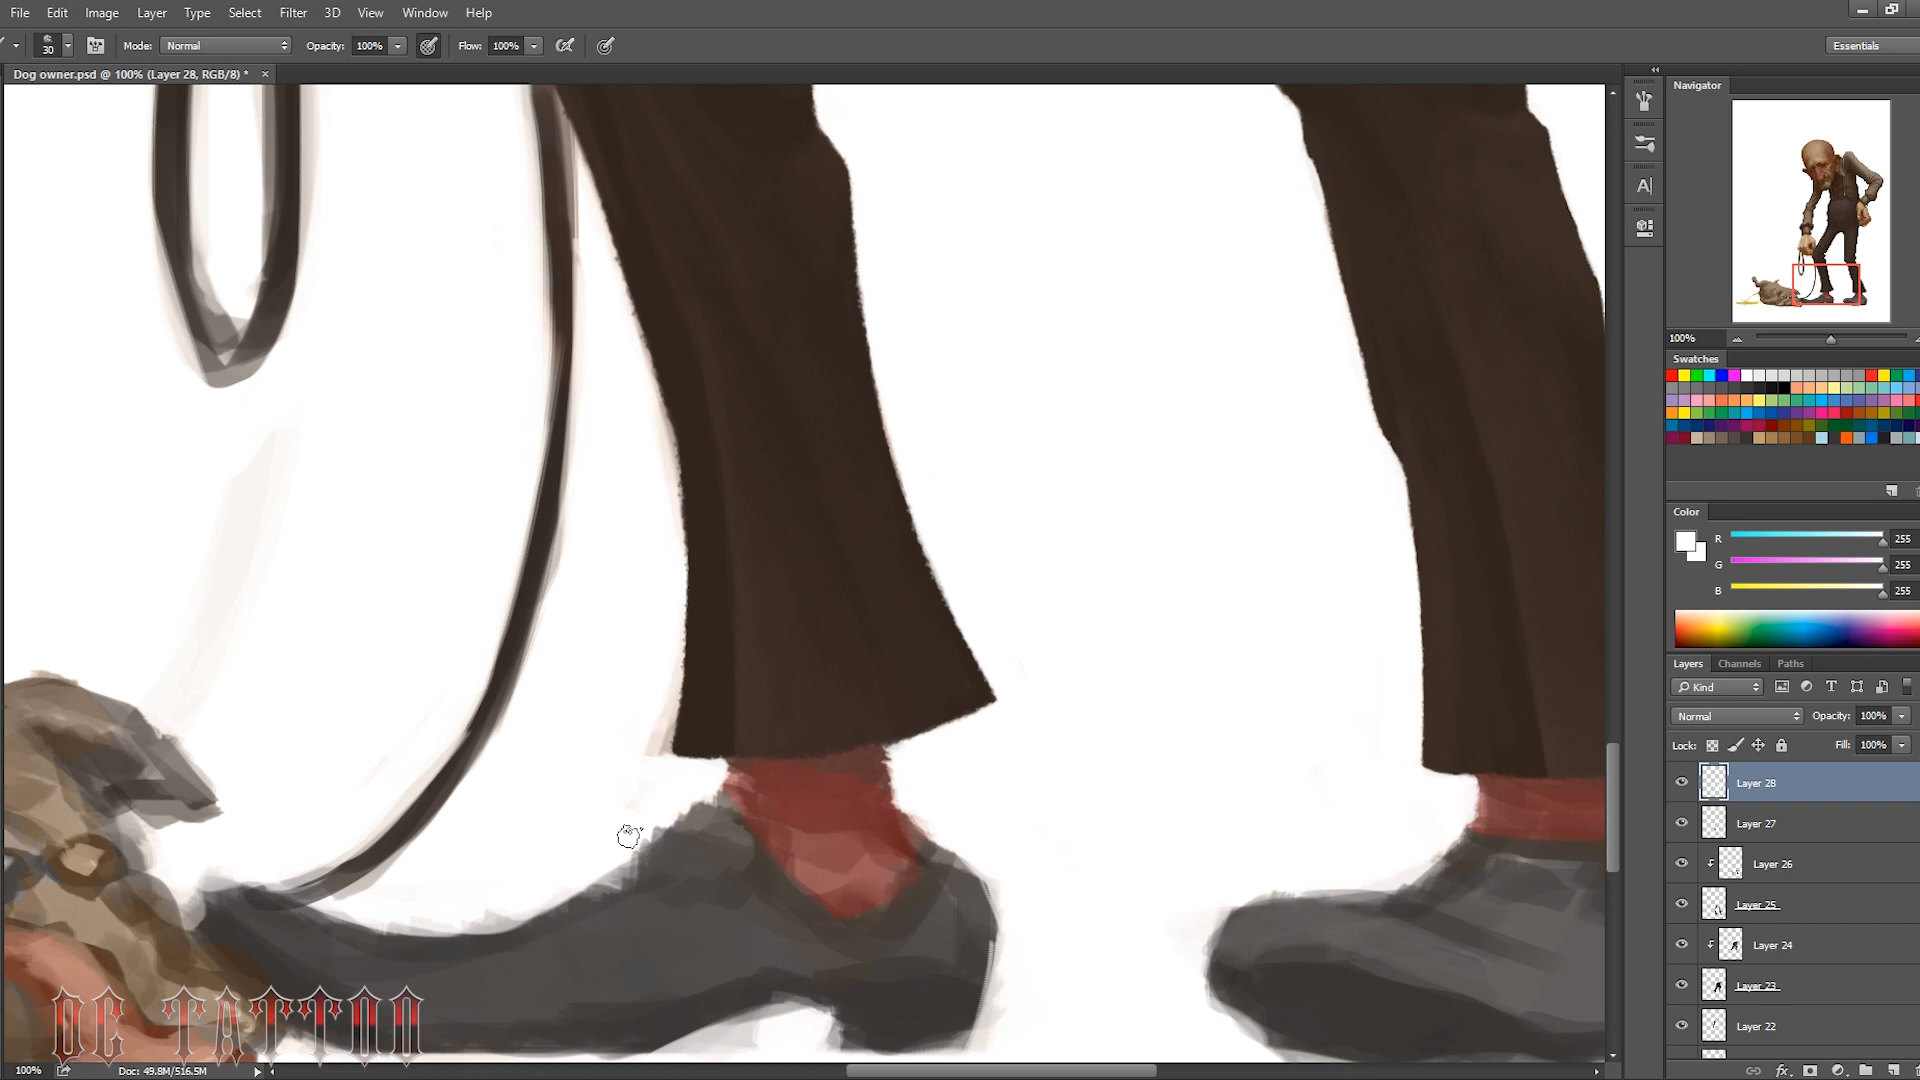 File Edit Image Layer Type Select Filter 3D View Window Help
30 Mode: Normal Opacity: 100% Flow: 100% Essentials
Dog owner.psd @ 100% (Layer 28, RGB/8) * ×
Navigator
100%
Swatches
Color
R 255
G 255
B 255
Layers Channels Paths
Kind
Normal Opacity: 100%
Lock: Fill: 100%
Layer 28
Layer 27
Layer 26
Layer 25
Layer 24
Layer 23
Layer 22
DC TATTOO
100% Doc: 49.8M/516.5M